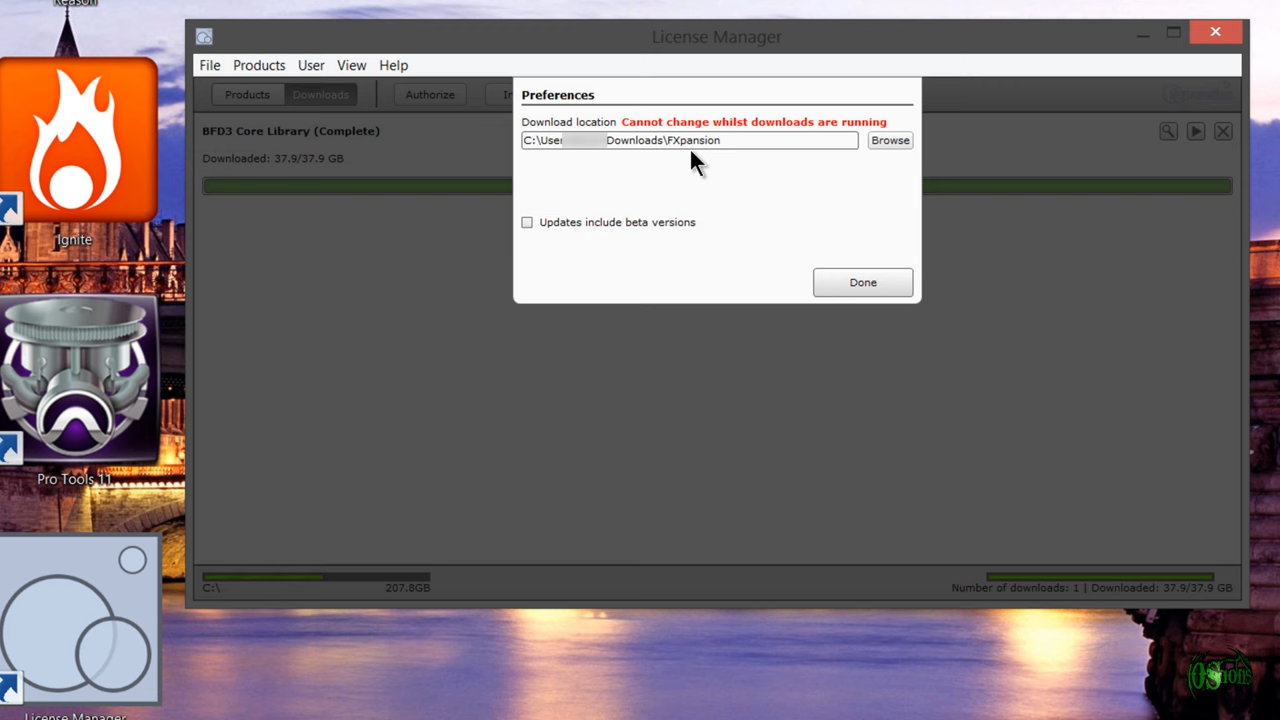 Reason
License Manager
File Products User View Help
Preferences
Products Downloads Authorize
Download location Cannot change whilst downloads are running
BFD3 Core Library (Complete)
C:\User Downloads\FXpansion Browse
Downloaded: 37.9/37.9 GB
Updates include beta versions
Ignite
Done
Pro Tools 11
C:\ 207.8GB Number of downloads: 1 | Downloaded: 37.9/37.9 GB
License Manager